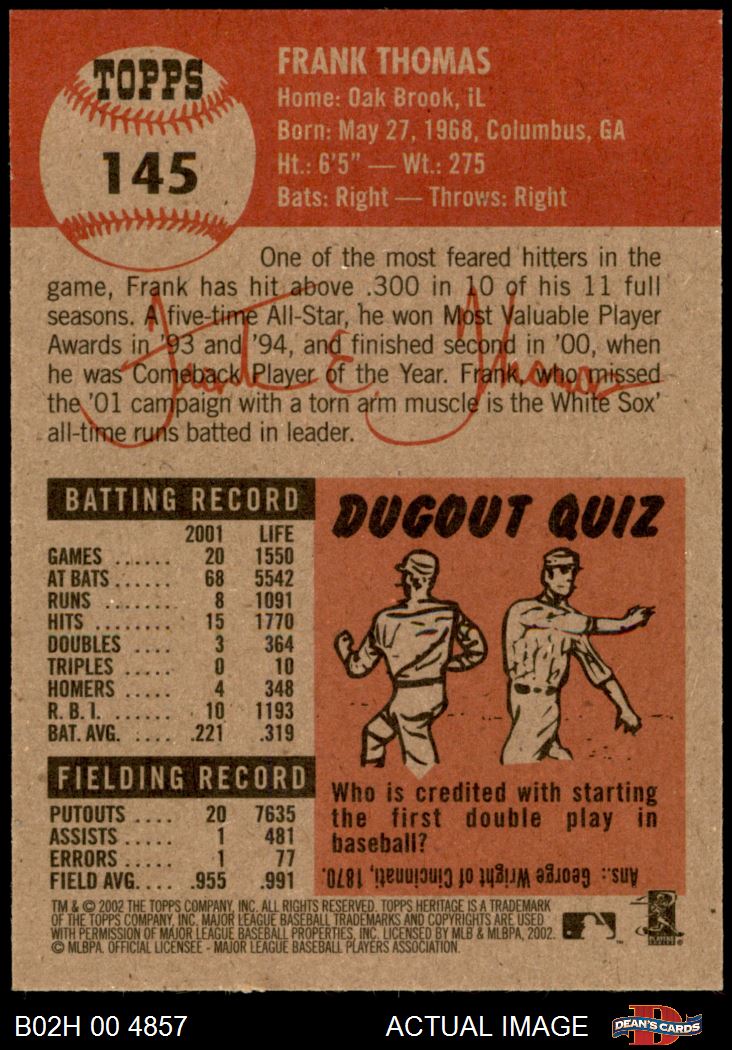 TOPPS
145
FRANK THOMAS
Home: Oak Brook, iL
Born: May 27, 1968, Columbus, GA
Ht.: 6'5" — Wt.: 275
Bats: Right — Throws: Right
One of the most feared hitters in the
game, Frank has hit above .300 in 10 of his 11 full
seasons. A five-time All-Star, he won Most Valuable Player
Awards in '93 and '94, and finished second in '00, when
he was Comeback Player of the Year. Frank, who missed
the '01 campaign with a torn arm muscle is the White Sox'
all-time runs batted in leader.
Frank E. Thomas
BATTING RECORD
2001 LIFE
GAMES ...... 20 1550
AT BATS ...... 68 5542
RUNS ....... 8 1091
HITS ........ 15 1770
DOUBLES .... 3 364
TRIPLES .... 0 10
HOMERS .... 4 348
R.B.I. ...... 10 1193
BAT. AVG. .... .221 .319
FIELDING RECORD
PUTOUTS .... 20 7635
ASSISTS .... 1 481
ERRORS .... 1 77
FIELD AVG.... .955 .991
DUGOUT QUIZ
Who is credited with starting
the first double play in
baseball?
Ans.: George Wright of Cincinnati, 1870.
TM & © 2002 THE TOPPS COMPANY, INC. ALL RIGHTS RESERVED. TOPPS HERITAGE IS A TRADEMARK
OF THE TOPPS COMPANY, INC. MAJOR LEAGUE BASEBALL TRADEMARKS AND COPYRIGHTS ARE USED
WITH PERMISSION OF MAJOR LEAGUE BASEBALL PROPERTIES, INC. LICENSED BY MLB & MLBPA, 2002.
© MLBPA. OFFICIAL LICENSEE - MAJOR LEAGUE BASEBALL PLAYERS ASSOCIATION.
B02H 00 4857
ACTUAL IMAGE
DEAN'S CARDS